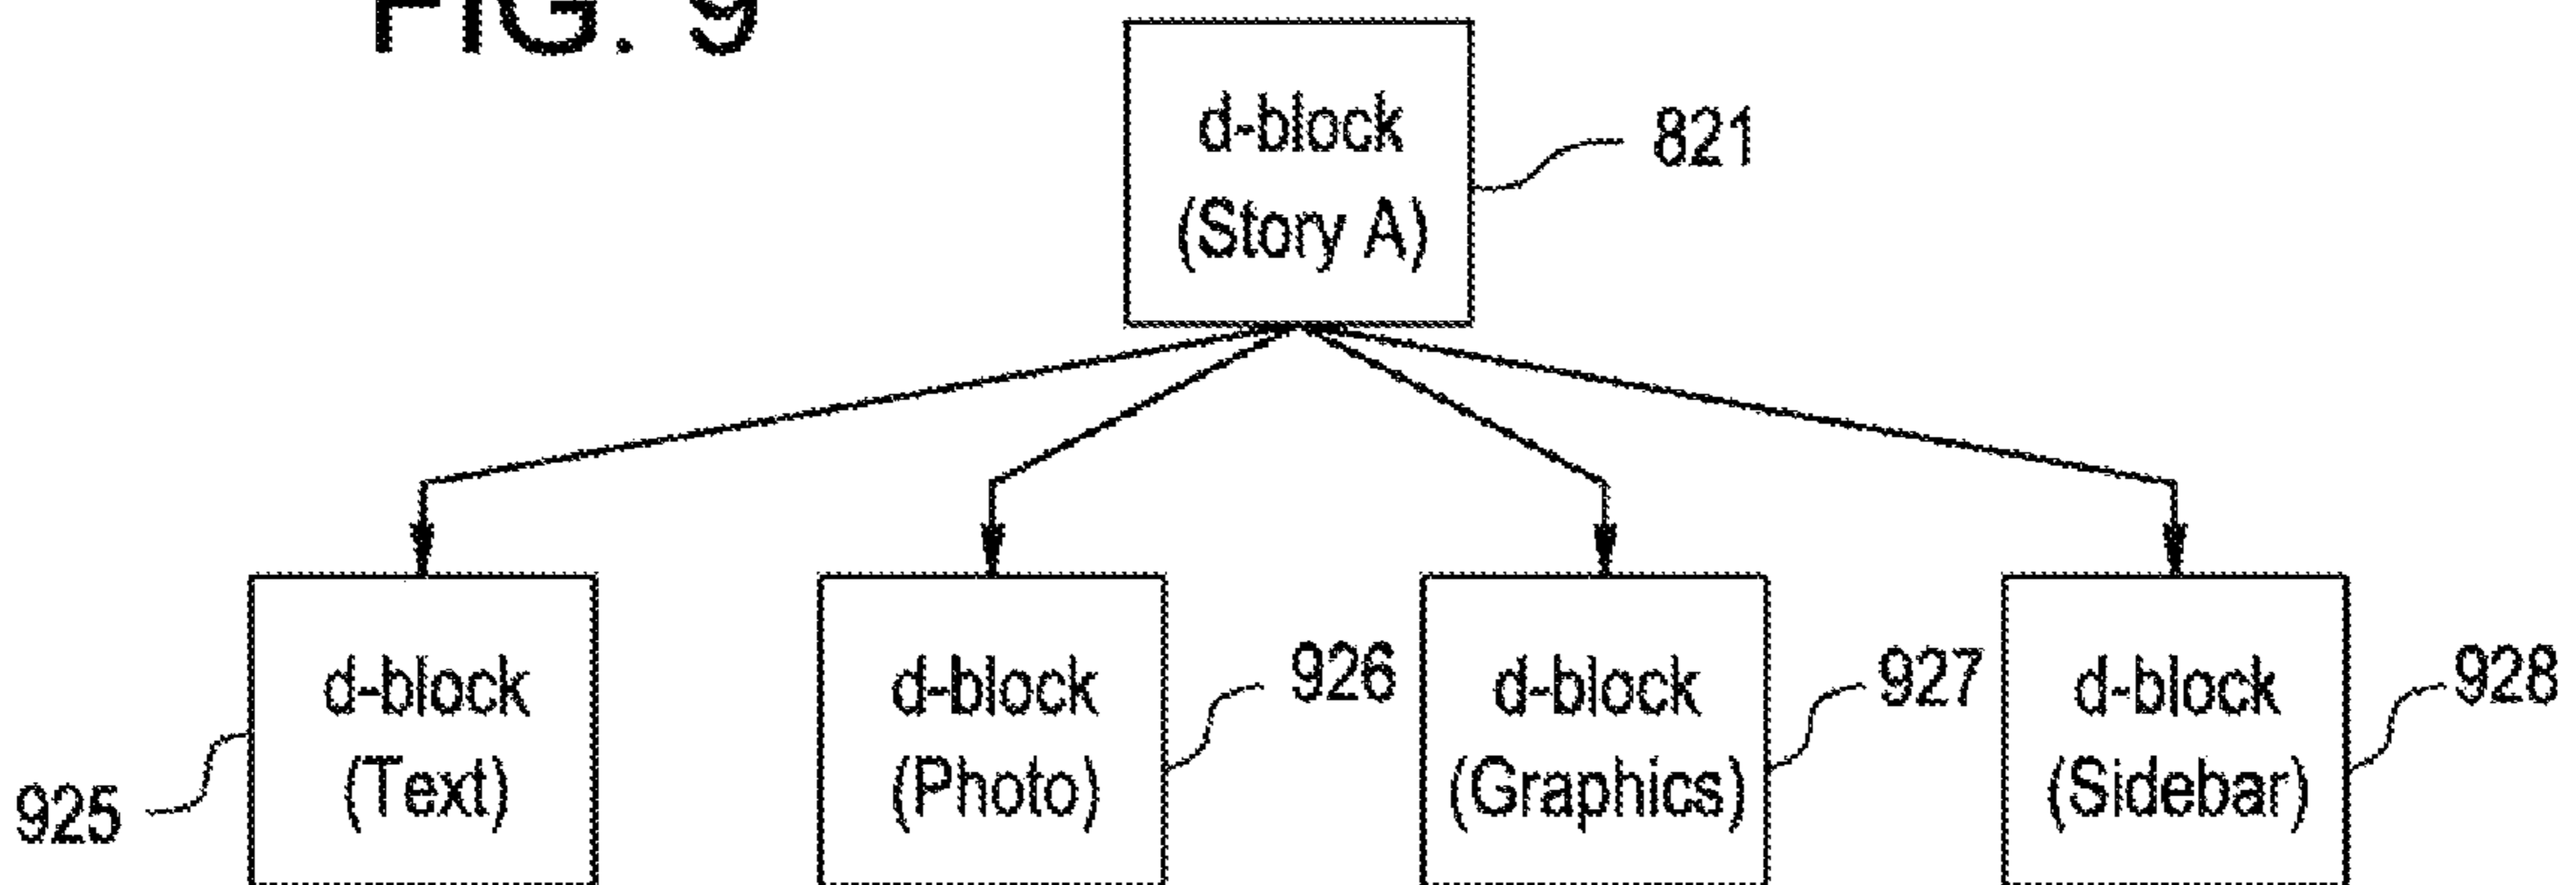 FIG. 9
d-block
(Story A)
821
d-block
(Text)
925
d-block
(Photo)
926
d-block
(Graphics)
927
d-block
(Sidebar)
928